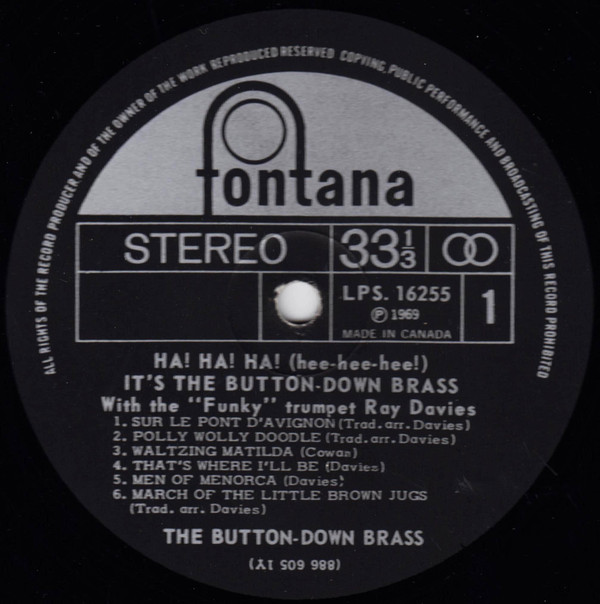 ALL RIGHTS OF THE RECORD PRODUCER AND OF THE OWNER OF THE WORK REPRODUCED RESERVED COPYING, PUBLIC PERFORMANCE AND BROADCASTING OF THIS RECORD PROHIBITED
fontana
STEREO 33⅓
LPS. 16255 1
Ⓟ 1969
MADE IN CANADA
HA! HA! HA! (hee-hee-hee!)
IT'S THE BUTTON-DOWN BRASS
With the "Funky" trumpet Ray Davies
1. SUR LE PONT D'AVIGNON (Trad. arr. Davies)
2. POLLY WOLLY DOODLE (Trad. arr. Davies)
3. WALTZING MATILDA (Cowan)
4. THAT'S WHERE I'LL BE (Davies)
5. MEN OF MENORCA (Davies)
6. MARCH OF THE LITTLE BROWN JUGS
(Trad. arr. Davies)
THE BUTTON-DOWN BRASS
(886 605 1Y)